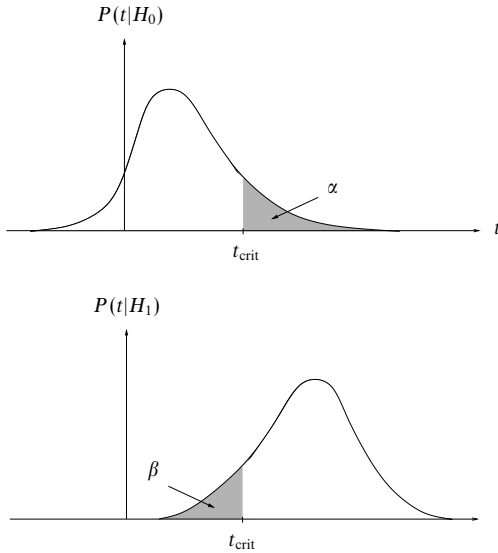 P(t|H₀)
α
t
t_crit
P(t|H₁)
β
t_crit